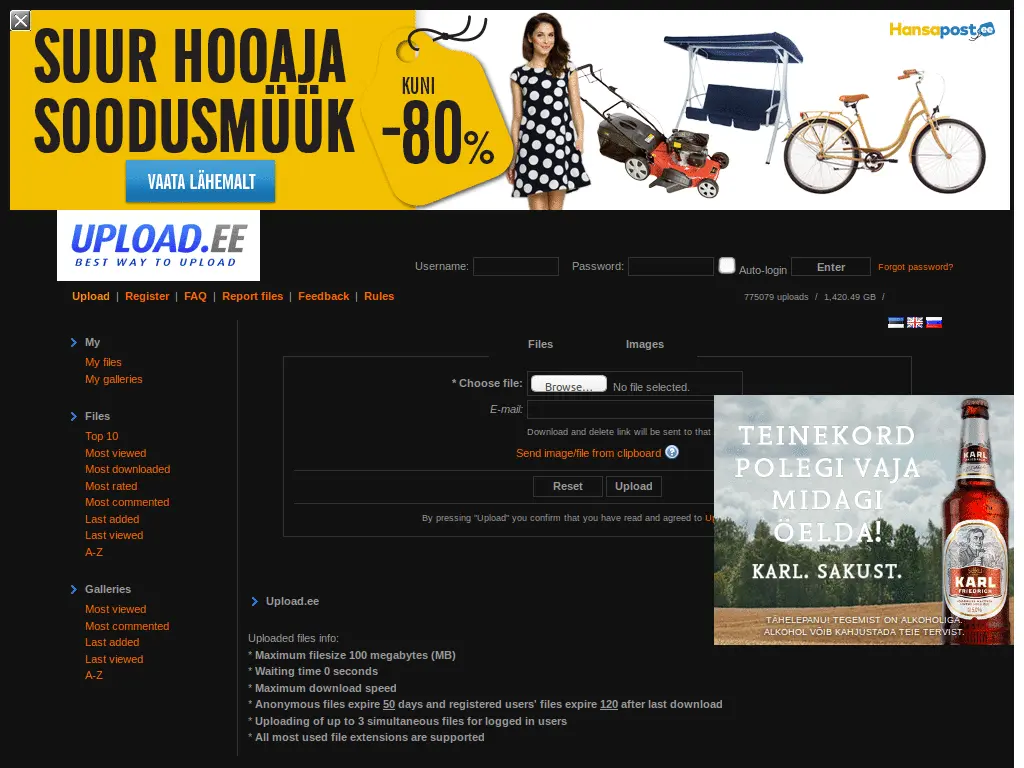 SUUR HOOAJA
SOODUSMÜÜK
VAATA LÄHEMALT
KUNI
-80%
Hansapost.ee
UPLOAD.EE
BEST WAY TO UPLOAD
Username: Password: Auto-login Enter Forgot password?
Upload | Register | FAQ | Report files | Feedback | Rules
775079 uploads / 1,420.49 GB /
My
My files
My galleries
Files
Top 10
Most viewed
Most downloaded
Most rated
Most commented
Last added
Last viewed
A-Z
Galleries
Most viewed
Most commented
Last added
Last viewed
A-Z
Files Images
* Choose file: Browse... No file selected.
E-mail:
Download and delete link will be sent to that
Send image/file from clipboard ?
Reset Upload
By pressing "Upload" you confirm that you have read and agreed to
TEINEKORD
POLEGI VAJA
MIDAGI
ÖELDA!
KARL. SAKUST.
KARL
FRIEDRICH
KARL
FRIEDRICH
TÄHELEPANU! TEGEMIST ON ALKOHOLIGA.
ALKOHOL VÕIB KAHJUSTADA TEIE TERVIST.
Upload.ee
Uploaded files info:
* Maximum filesize 100 megabytes (MB)
* Waiting time 0 seconds
* Maximum download speed
* Anonymous files expire 50 days and registered users' files expire 120 after last download
* Uploading of up to 3 simultaneous files for logged in users
* All most used file extensions are supported